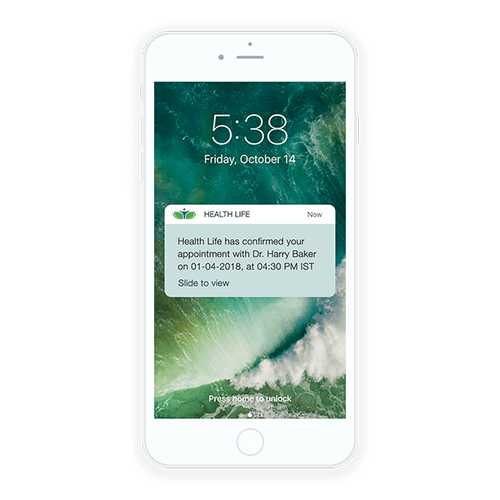 5:38
Friday, October 14
HEALTH LIFE Now
Health Life has confirmed your
appointment with Dr. Harry Baker
on 01-04-2018, at 04:30 PM IST
Slide to view
Press home to unlock